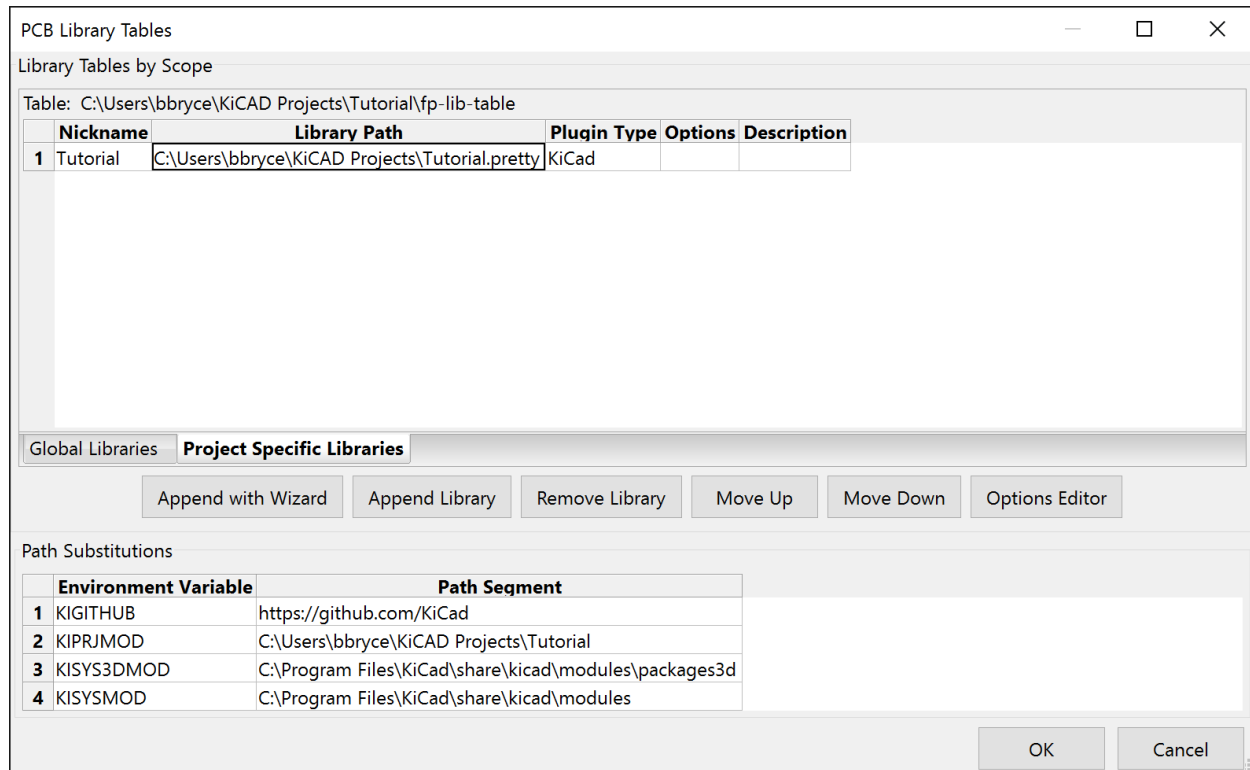 PCB Library Tables
Library Tables by Scope
Table: C:\Users\bbryce\KiCAD Projects\Tutorial\fp-lib-table
Nickname Library Path Plugin Type Options Description
1 Tutorial C:\Users\bbryce\KiCAD Projects\Tutorial.pretty KiCad
Global Libraries Project Specific Libraries
Append with Wizard Append Library Remove Library Move Up Move Down Options Editor
Path Substitutions
Environment Variable Path Segment
1 KIGITHUB https://github.com/KiCad
2 KIPRJMOD C:\Users\bbryce\KiCAD Projects\Tutorial
3 KISYS3DMOD C:\Program Files\KiCad\share\kicad\modules\packages3d
4 KISYSMOD C:\Program Files\KiCad\share\kicad\modules
OK Cancel